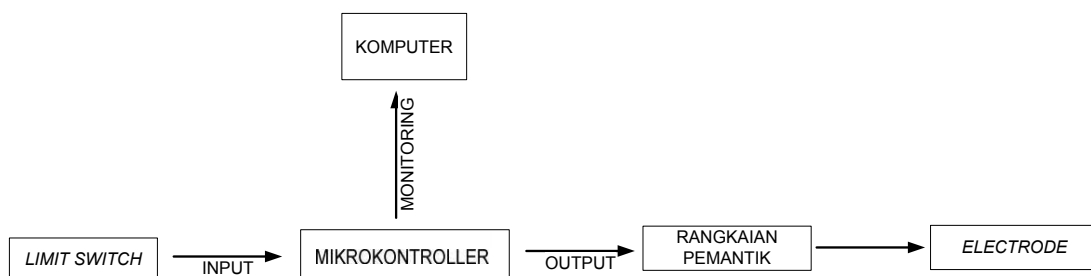 KOMPUTER
MONITORING
LIMIT SWITCH
INPUT
MIKROKONTROLLER
OUTPUT
RANGKAIAN
PEMANTIK
ELECTRODE